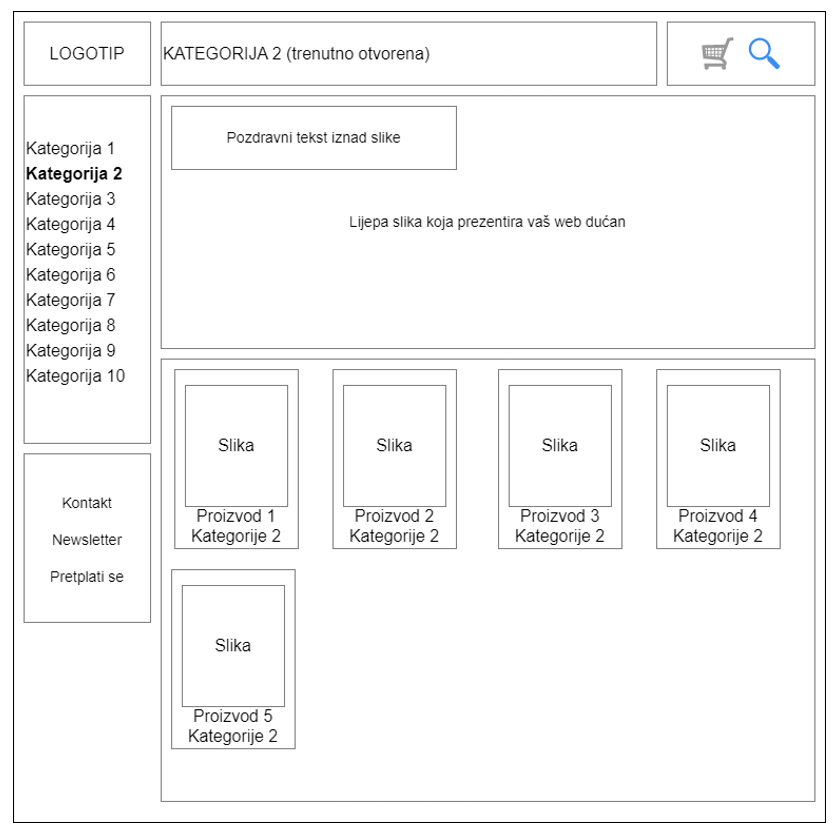 LOGOTIP
KATEGORIJA 2 (trenutno otvorena)
Kategorija 1
Kategorija 2
Kategorija 3
Kategorija 4
Kategorija 5
Kategorija 6
Kategorija 7
Kategorija 8
Kategorija 9
Kategorija 10
Kontakt
Newsletter
Pretplati se
Pozdravni tekst iznad slike
Lijepa slika koja prezentira vaš web dućan
Slika
Proizvod 1
Kategorije 2
Slika
Proizvod 2
Kategorije 2
Slika
Proizvod 3
Kategorije 2
Slika
Proizvod 4
Kategorije 2
Slika
Proizvod 5
Kategorije 2